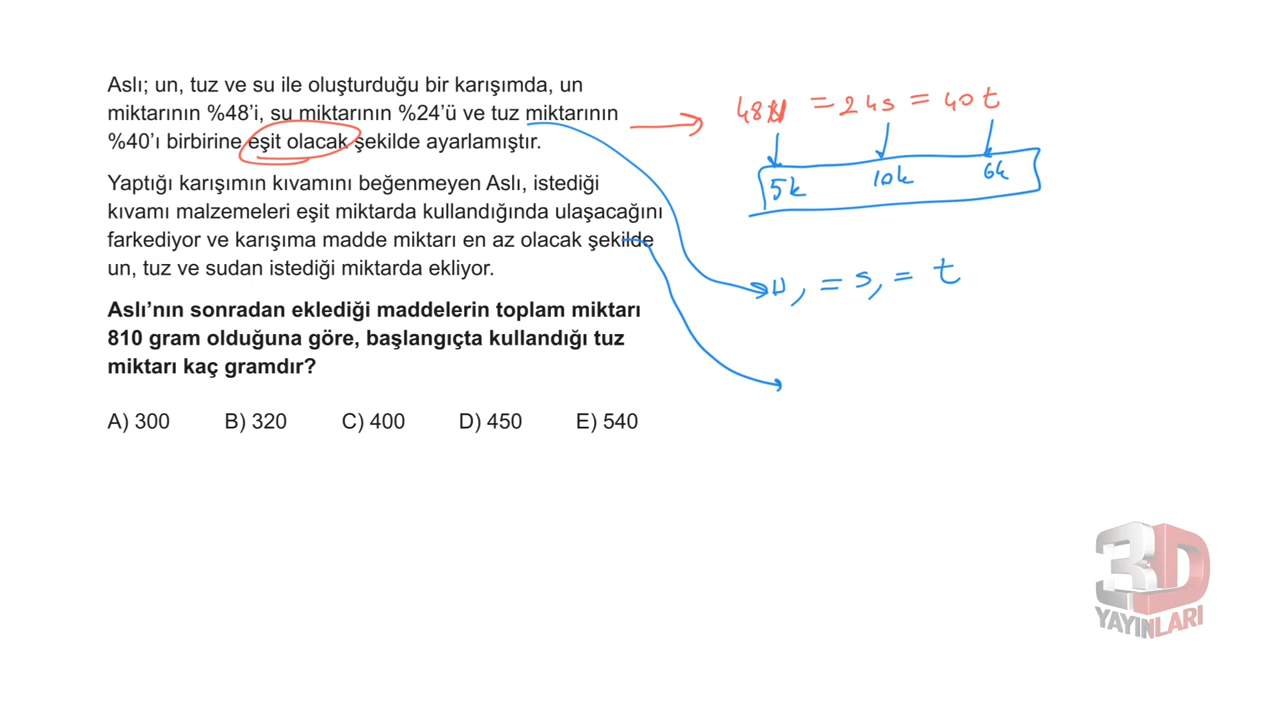 Aslı; un, tuz ve su ile oluşturduğu bir karışımda, un
miktarının %48'i, su miktarının %24'ü ve tuz miktarının
%40'ı birbirine eşit olacak şekilde ayarlamıştır.
Yaptığı karışımın kıvamını beğenmeyen Aslı, istediği
kıvamı malzemeleri eşit miktarda kullandığında ulaşacağını
farkediyor ve karışıma madde miktarı en az olacak şekilde
un, tuz ve sudan istediği miktarda ekliyor.
Aslı'nın sonradan eklediği maddelerin toplam miktarı
810 gram olduğuna göre, başlangıçta kullandığı tuz
miktarı kaç gramdır?
A) 300 B) 320 C) 400 D) 450 E) 540
48u = 24s = 40t
5k 10k 6k
u, = s, = t
3D
YAYINLARI